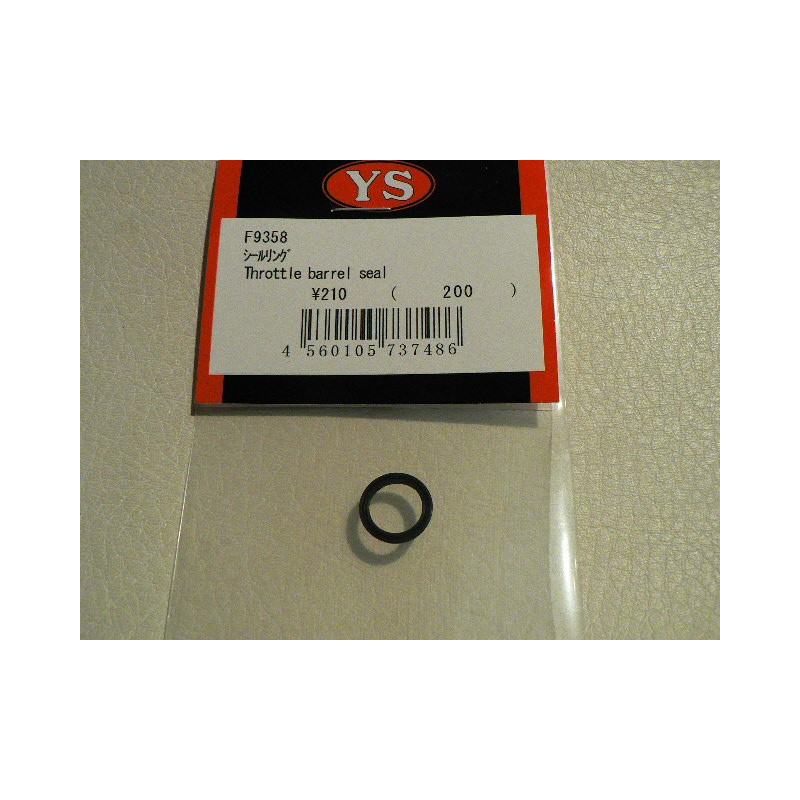 YS
F9358
ｼｰﾙﾘﾝｸﾞ
Throttle barrel seal
¥210 ( 200 )
4 560105 737486